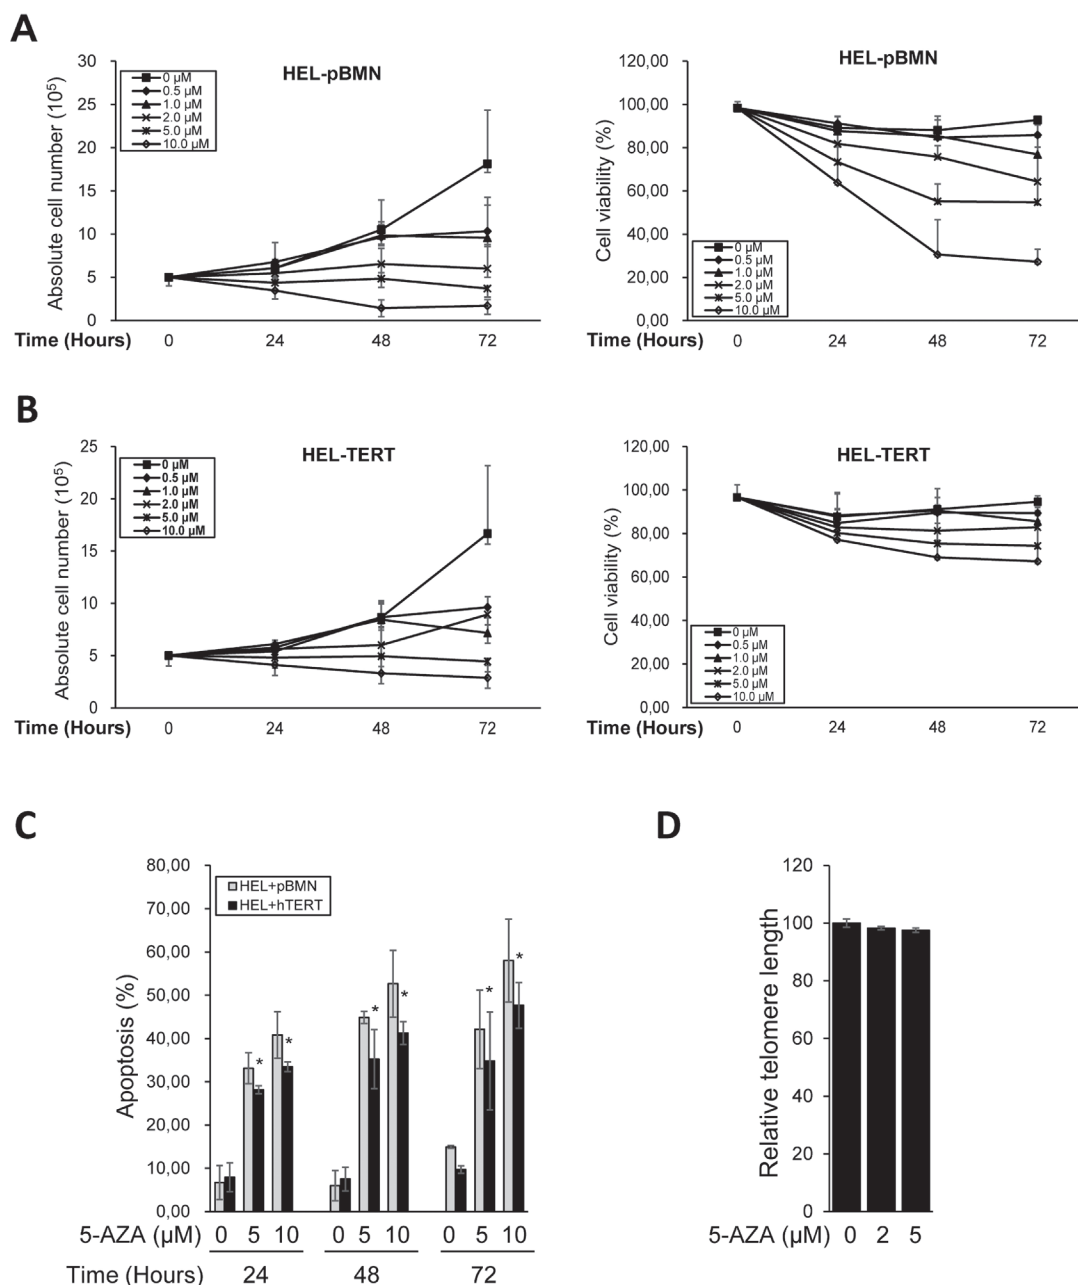 A
HEL-pBMN
Absolute cell number (10⁵)
30
25
20
15
10
5
0
0 µM
0.5 µM
1.0 µM
2.0 µM
5.0 µM
10.0 µM
Time (Hours) 0 24 48 72
HEL-pBMN
Cell viability (%)
120,00
100,00
80,00
60,00
40,00
20,00
0,00
0 µM
0.5 µM
1.0 µM
2.0 µM
5.0 µM
10.0 µM
Time (Hours) 0 24 48 72
B
HEL-TERT
Absolute cell number (10⁵)
25
20
15
10
5
0
0 µM
0.5 µM
1.0 µM
2.0 µM
5.0 µM
10.0 µM
Time (Hours) 0 24 48 72
HEL-TERT
Cell viability (%)
120,00
100,00
80,00
60,00
40,00
20,00
0,00
0 µM
0.5 µM
1.0 µM
2.0 µM
5.0 µM
10.0 µM
Time (Hours) 0 24 48 72
C
Apoptosis (%)
80,00
70,00
60,00
50,00
40,00
30,00
20,00
10,00
0,00
HEL+pBMN
HEL+hTERT
* * * * * *
5-AZA (µM) 0 5 10 0 5 10 0 5 10
Time (Hours) 24 48 72
D
Relative telomere length
120
100
80
60
40
20
0
5-AZA (µM) 0 2 5